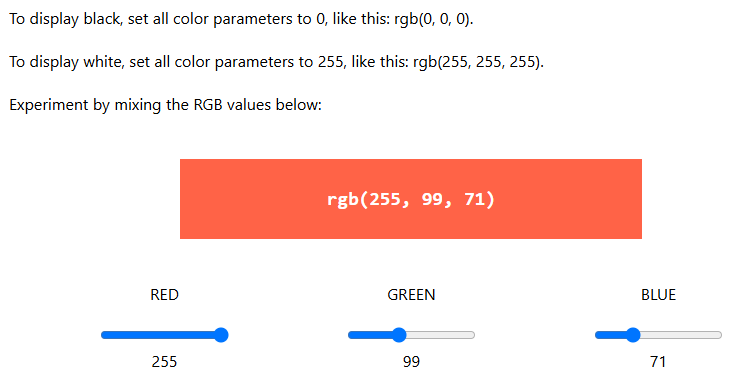 To display black, set all color parameters to 0, like this: rgb(0, 0, 0).
To display white, set all color parameters to 255, like this: rgb(255, 255, 255).
Experiment by mixing the RGB values below:
rgb(255, 99, 71)
RED GREEN BLUE
255 99 71